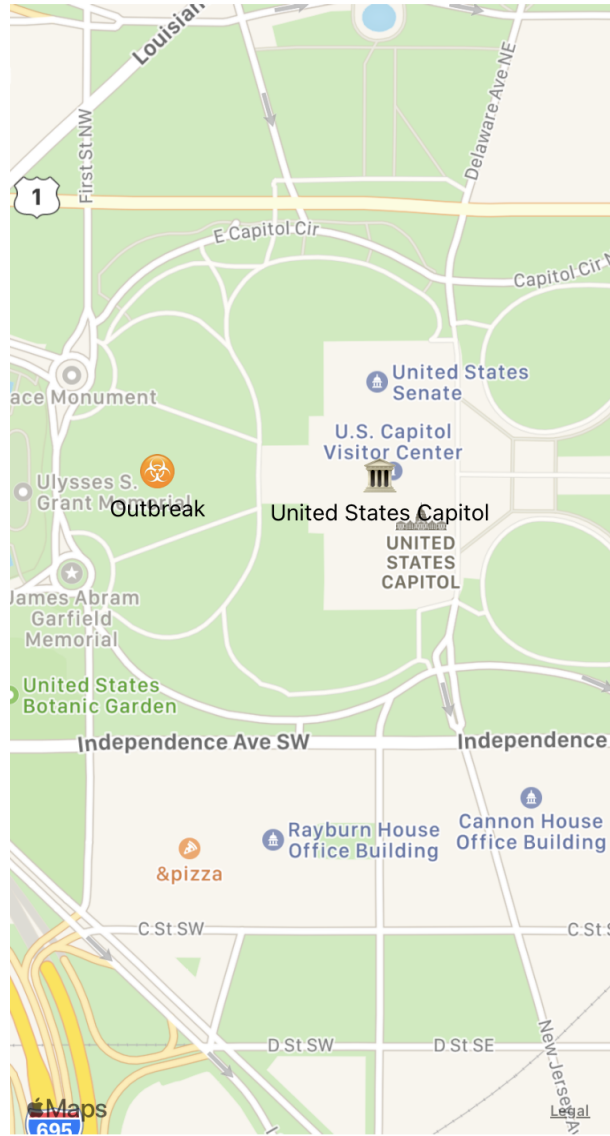 Louisian
Delaware Ave NE
First St NW
1
E Capitol Cir
Capitol Cir N
United States
Senate
ace Monument
U.S. Capitol
Visitor Center
Ulysses S.
Grant Memorial
Outbreak
United States Capitol
UNITED
STATES
CAPITOL
James Abram
Garfield
Memorial
United States
Botanic Garden
Independence Ave SW
Independence
Cannon House
Office Building
Rayburn House
Office Building
&pizza
C St SW
C St S
D St SW
D St SE
New Jersey Av
Maps
Legal
695